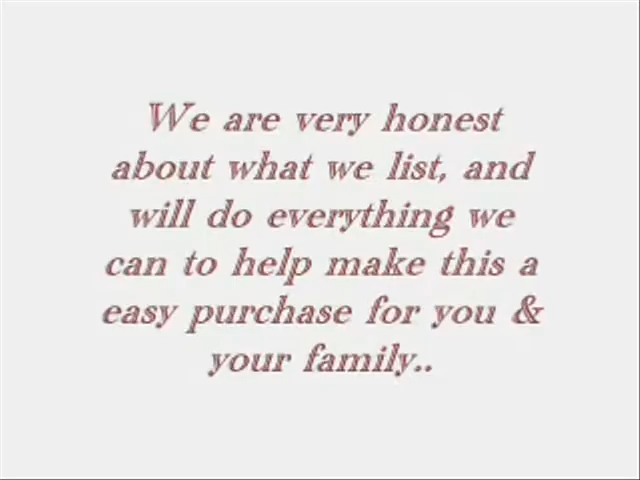 We are very honest
about what we list, and
will do everything we
can to help make this a
easy purchase for you &
your family..